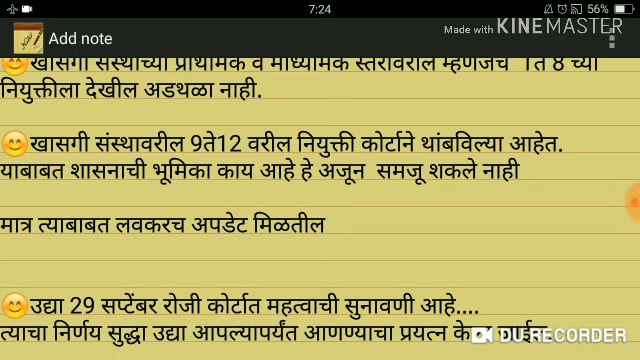 7:24
56%
Made with KINEMASTER
Add note
😊खासगी संस्थाच्या प्राथमिक व माध्यमिक स्तरावरील म्हणजेच 1ते 8 च्या
नियुक्तीला देखील अडथळा नाही.
😊खासगी संस्थावरील 9ते12 वरील नियुक्ती कोर्टाने थांबविल्या आहेत.
याबाबत शासनाची भूमिका काय आहे हे अजून समजू शकले नाही
मात्र त्याबाबत लवकरच अपडेट मिळतील
😊उद्या 29 सप्टेंबर रोजी कोर्टात महत्वाची सुनावणी आहे....
त्याचा निर्णय सुद्धा उद्या आपल्यापर्यंत आणण्याचा प्रयत्न
DU RECORDER